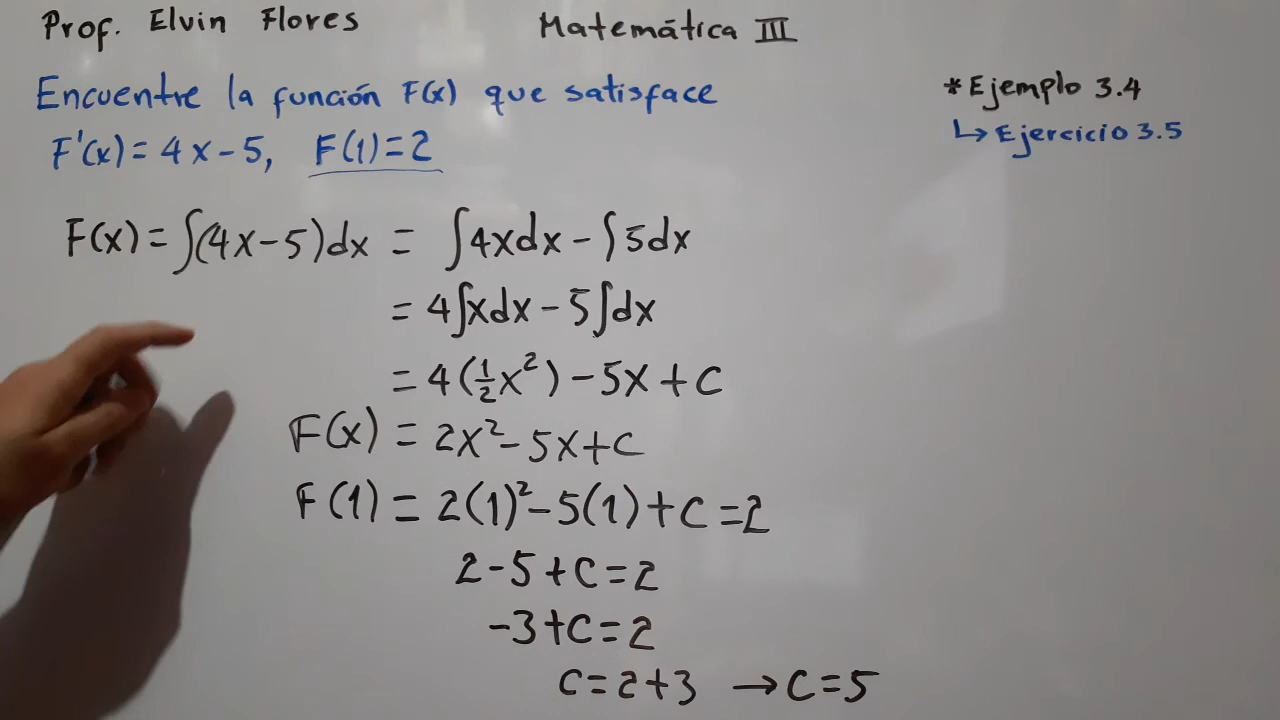 Prof. Elvin Flores
Matemática III
Encuentre la función F(x) que satisface
F'(x) = 4x - 5, F(1) = 2
* Ejemplo 3.4
↳ Ejercicio 3.5
F(x) = ∫(4x - 5)dx = ∫4xdx - ∫5dx
= 4∫xdx - 5∫dx
= 4(½x²) - 5x + c
F(x) = 2x² - 5x + c
F(1) = 2(1)² - 5(1) + c = 2
2 - 5 + c = 2
-3 + c = 2
c = 2 + 3 → c = 5